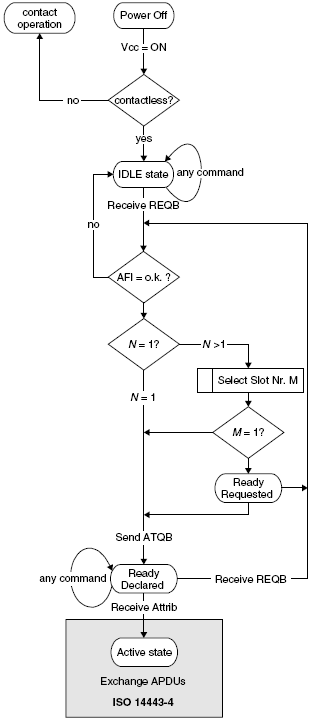 contact
operation
Power Off
Vcc = ON
no
contactless?
yes
IDLE state
any command
Receive REQB
no
AFI = o.k. ?
N = 1?
N >1
Select Slot Nr. M
N = 1
M = 1?
Ready
Requested
Send ATQB
any command
Ready
Declared
Receive REQB
Receive Attrib
Active state
Exchange APDUs
ISO 14443-4